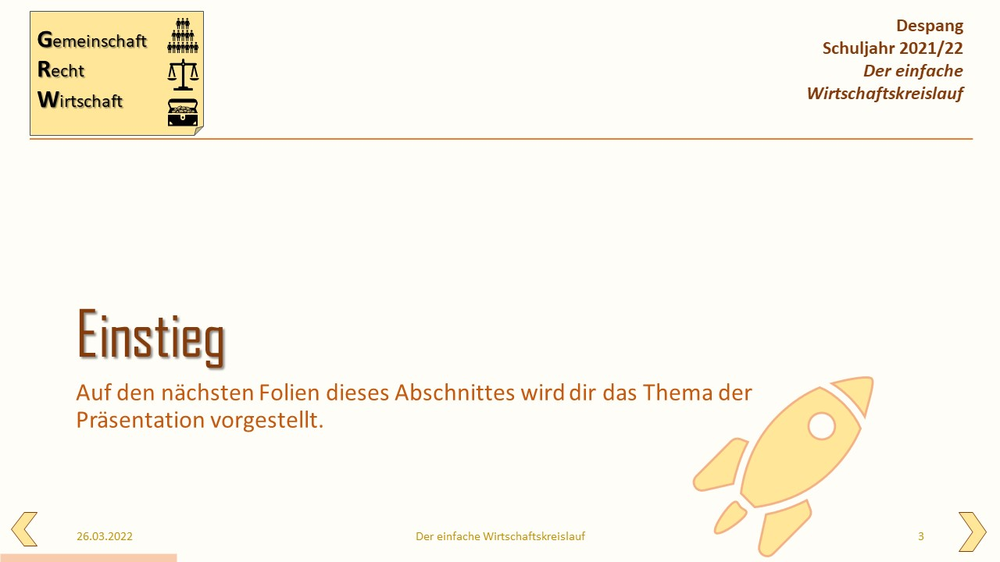 Gemeinschaft
Recht
Wirtschaft
Despang
Schuljahr 2021/22
Der einfache
Wirtschaftskreislauf
Einstieg
Auf den nächsten Folien dieses Abschnittes wird dir das Thema der
Präsentation vorgestellt.
26.03.2022
Der einfache Wirtschaftskreislauf
3